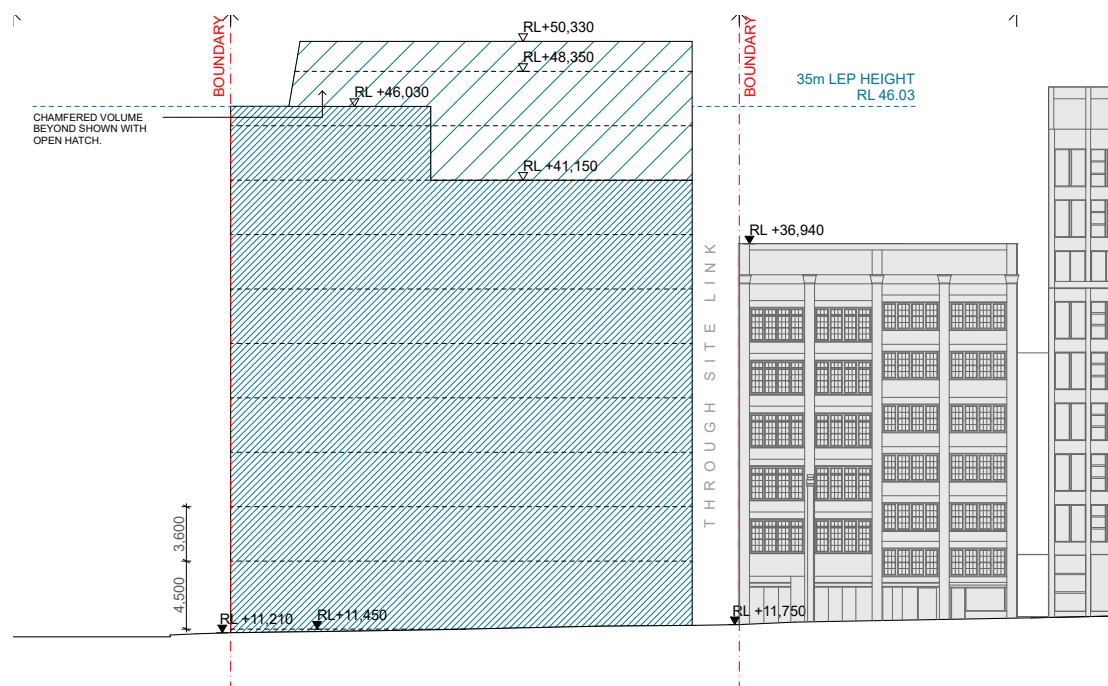 RL+50,330
RL+48,350
BOUNDARY
BOUNDARY
35m LEP HEIGHT
RL 46.03
RL +46,030
CHAMFERED VOLUME
BEYOND SHOWN WITH
OPEN HATCH.
RL +41,150
RL +36,940
THROUGH SITE LINK
3,600
4,500
RL +11,210
RL+11,450
RL +11,750